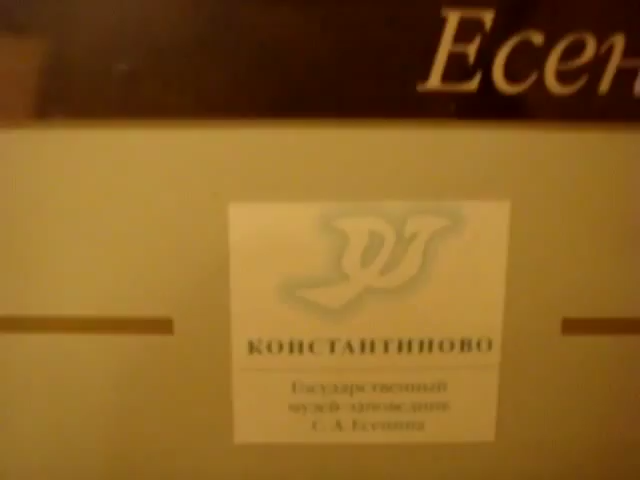 Есен
КОНСТАНТИНОВО
Государственный
музей-заповедник
С. А. Есенина